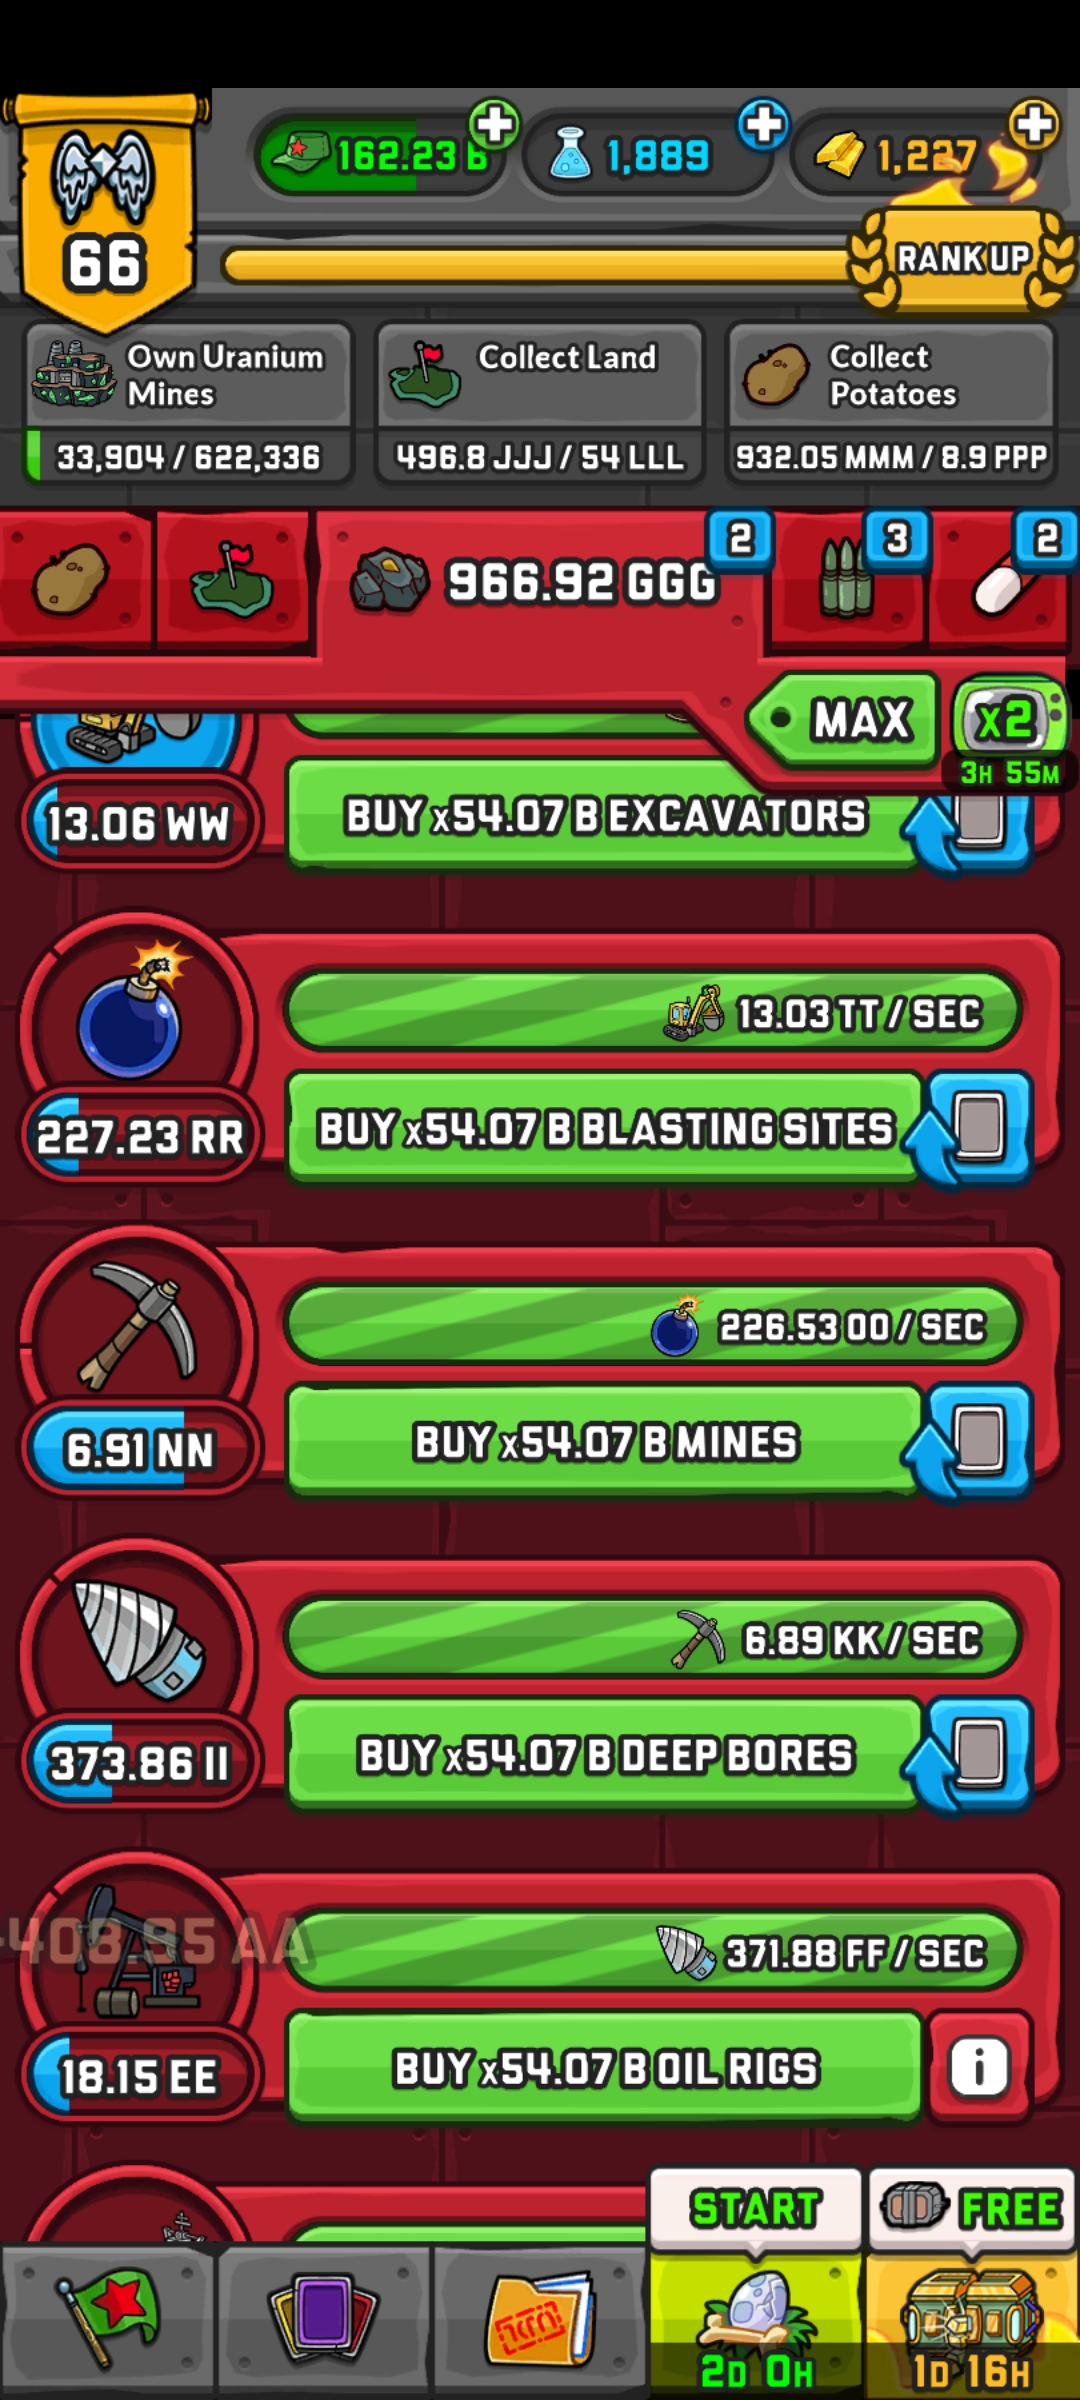 162.23 B
1,889
1,227
66
RANK UP
Own Uranium
Mines
33,904 / 622,336
Collect Land
496.8 JJJ / 54 LLL
Collect
Potatoes
932.05 MMM / 8.9 PPP
966.92 GGG
2
3
2
MAX
x2
3H 55M
13.06 WW
BUY x54.07 B EXCAVATORS
13.03 TT / SEC
227.23 RR
BUY x54.07 B BLASTING SITES
226.53 OO / SEC
6.91 NN
BUY x54.07 B MINES
6.89 KK / SEC
373.86 II
BUY x54.07 B DEEP BORES
408.95 AA
371.88 FF / SEC
18.15 EE
BUY x54.07 B OIL RIGS
i
START
FREE
2D 0H
1D 16H